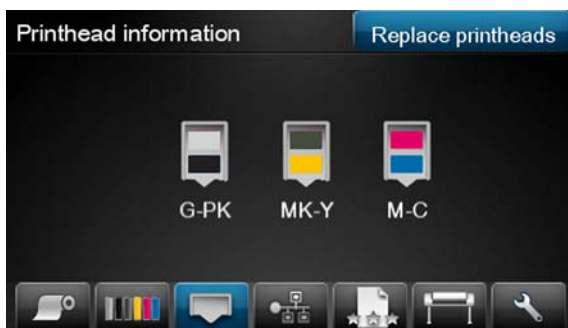 Printhead information
Replace printheads
G-PK
MK-Y
M-C